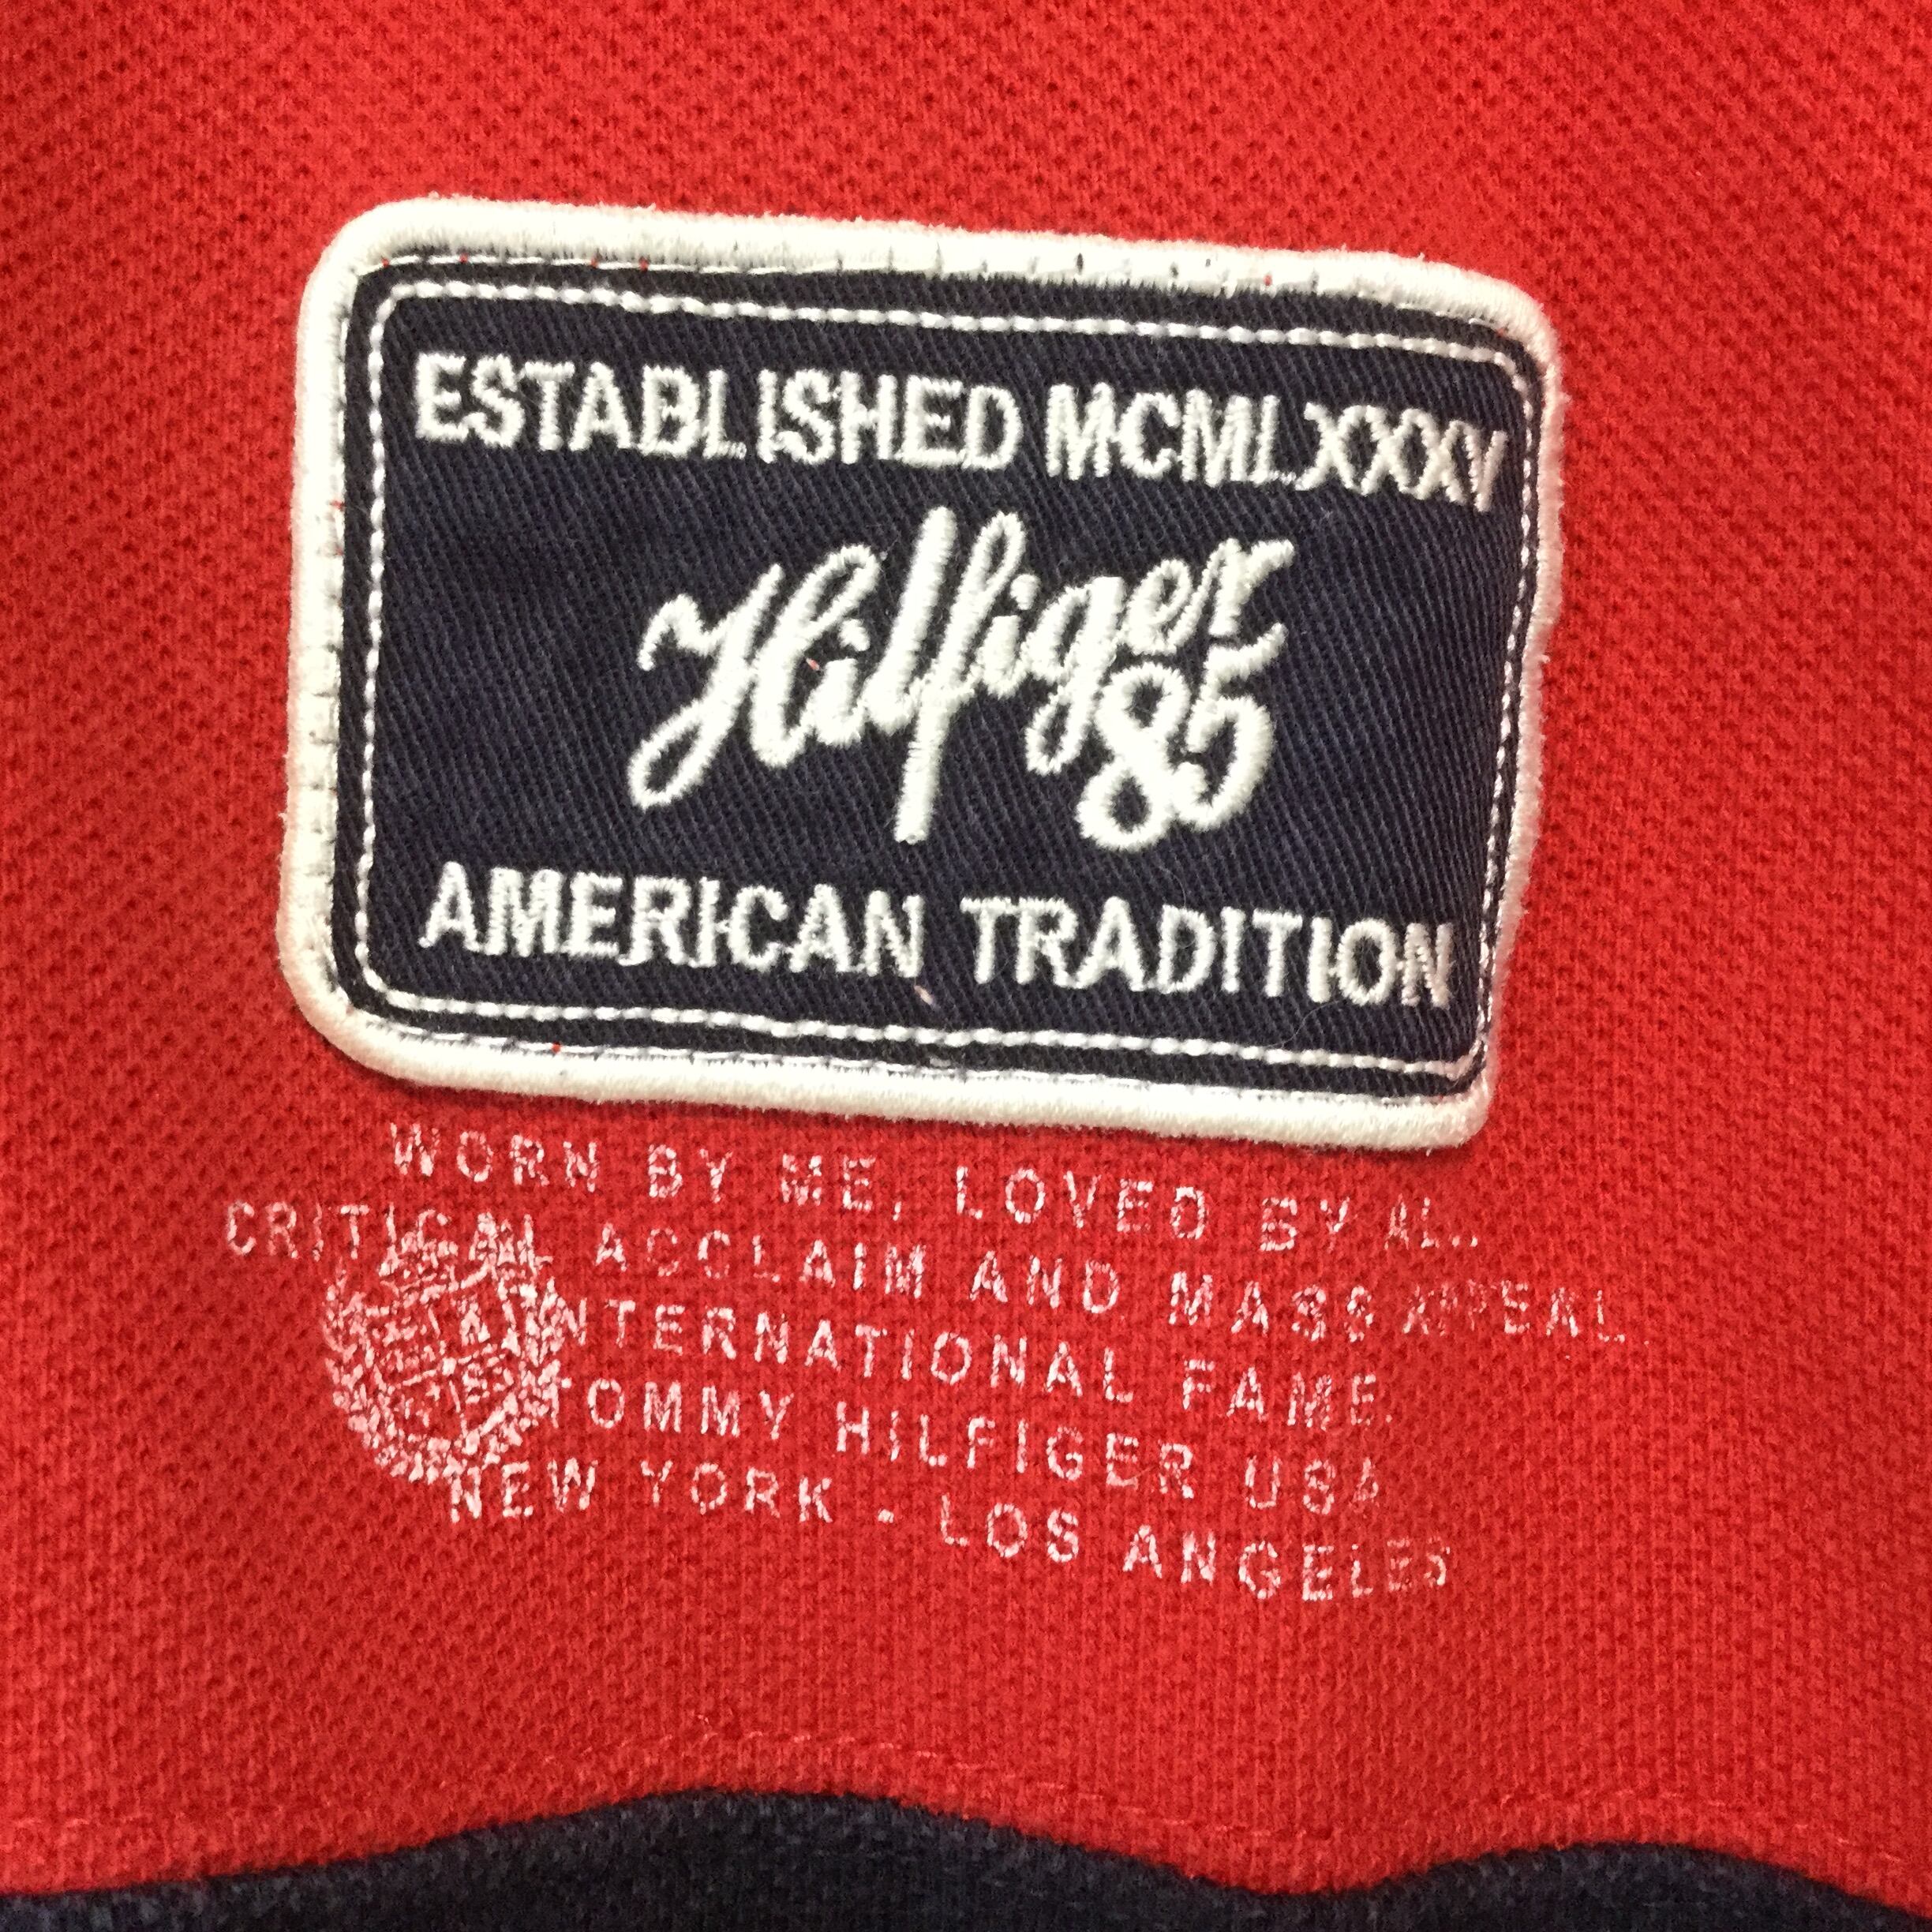 ESTABLISHED MCMLXXXV
Hilfiger
85
AMERICAN TRADITION
WORN BY ME, LOVED BY
CRITICAL ACCLAIM AND MASS APPEAL
INTERNATIONAL FAME.
TOMMY HILFIGER USA
NEW YORK - LOS ANGELES